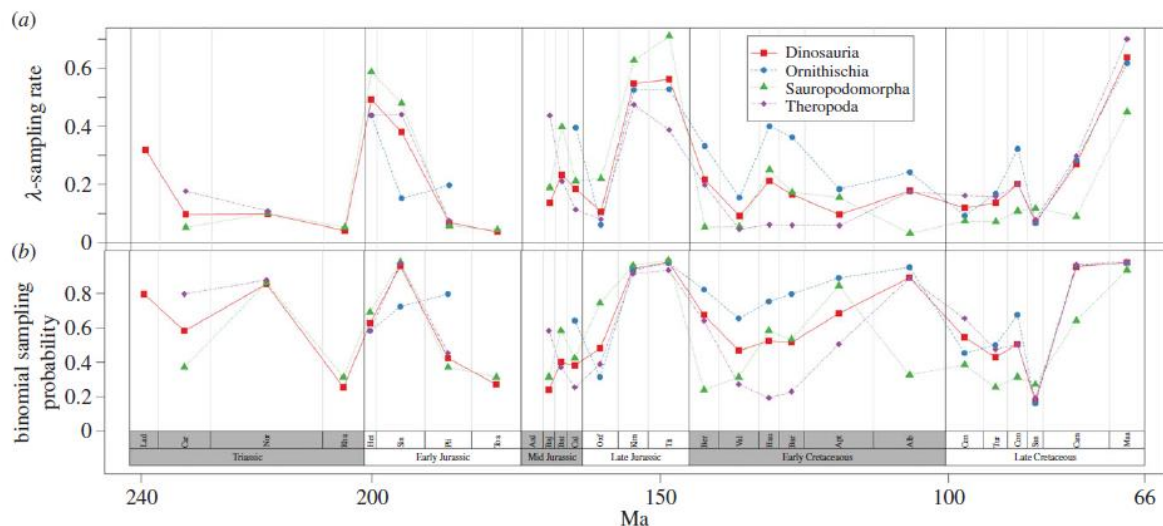 (a)
0.6
0.4
0.2
0
λ-sampling rate
Dinosauria
Ornithischia
Sauropodomorpha
Theropoda
(b)
0.8
0.6
0.4
0.2
0
binomial sampling
probability
Lad Car Nor Rha Het Sin Pli Toa Aal Baj Bat Cal Oxf Kim Tit Ber Val Hau Bar Apt Alb Cen Tur Con San Cam Maa
Triassic Early Jurassic Mid Jurassic Late Jurassic Early Cretaceous Late Cretaceous
240 200 150 100 66
Ma